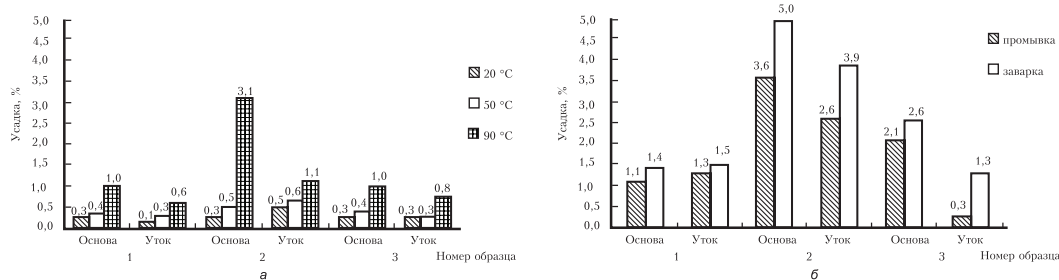 5,0
4,5
4,0
3,5
3,0
2,5
2,0
1,5
1,0
0,5
0,0
Усадка, %
0,3 0,4 1,0 0,1 0,3 0,6 0,3 0,5 3,1 0,5 0,6 1,1 0,3 0,4 1,0 0,3 0,3 0,8
20 °C
50 °C
90 °C
Основа Уток Основа Уток Основа Уток
1 2 3 Номер образца
а
5,0
4,5
4,0
3,5
3,0
2,5
2,0
1,5
1,0
0,5
0,0
Усадка, %
1,1 1,4 1,3 1,5 3,6 5,0 2,6 3,9 2,1 2,6 0,3 1,3
промывка
заварка
Основа Уток Основа Уток Основа Уток
1 2 3 Номер образца
б